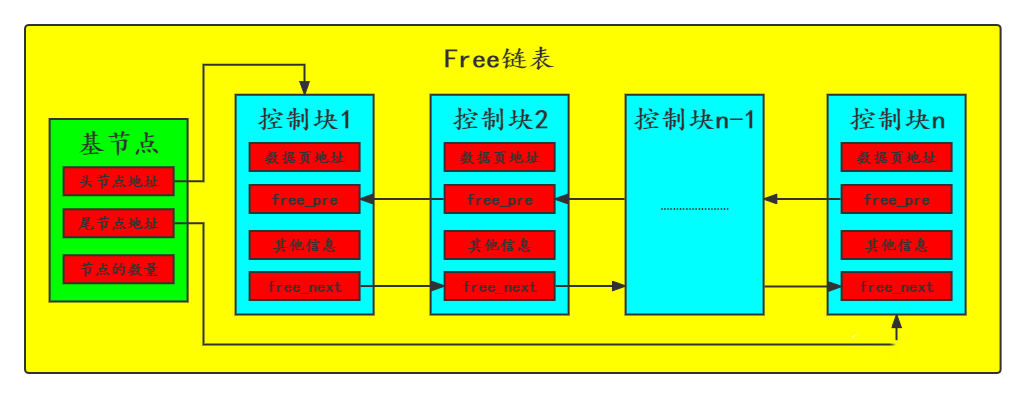 Free链表
基节点
头节点地址
尾节点地址
节点的数量
控制块1
数据页地址
free_pre
其他信息
free_next
控制块2
数据页地址
free_pre
其他信息
free_next
控制块n-1
......................
控制块n
数据页地址
free_pre
其他信息
free_next